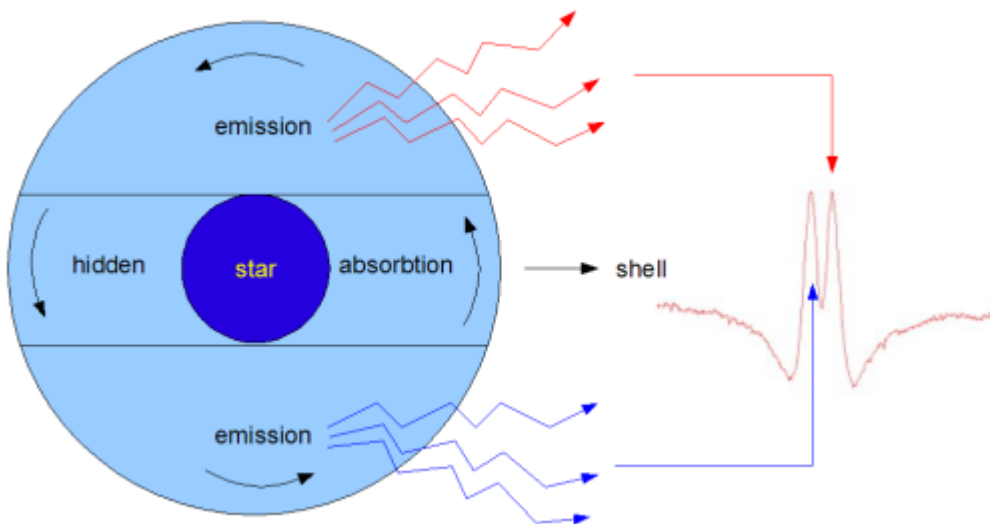 emission
hidden
star
absorbtion
shell
emission